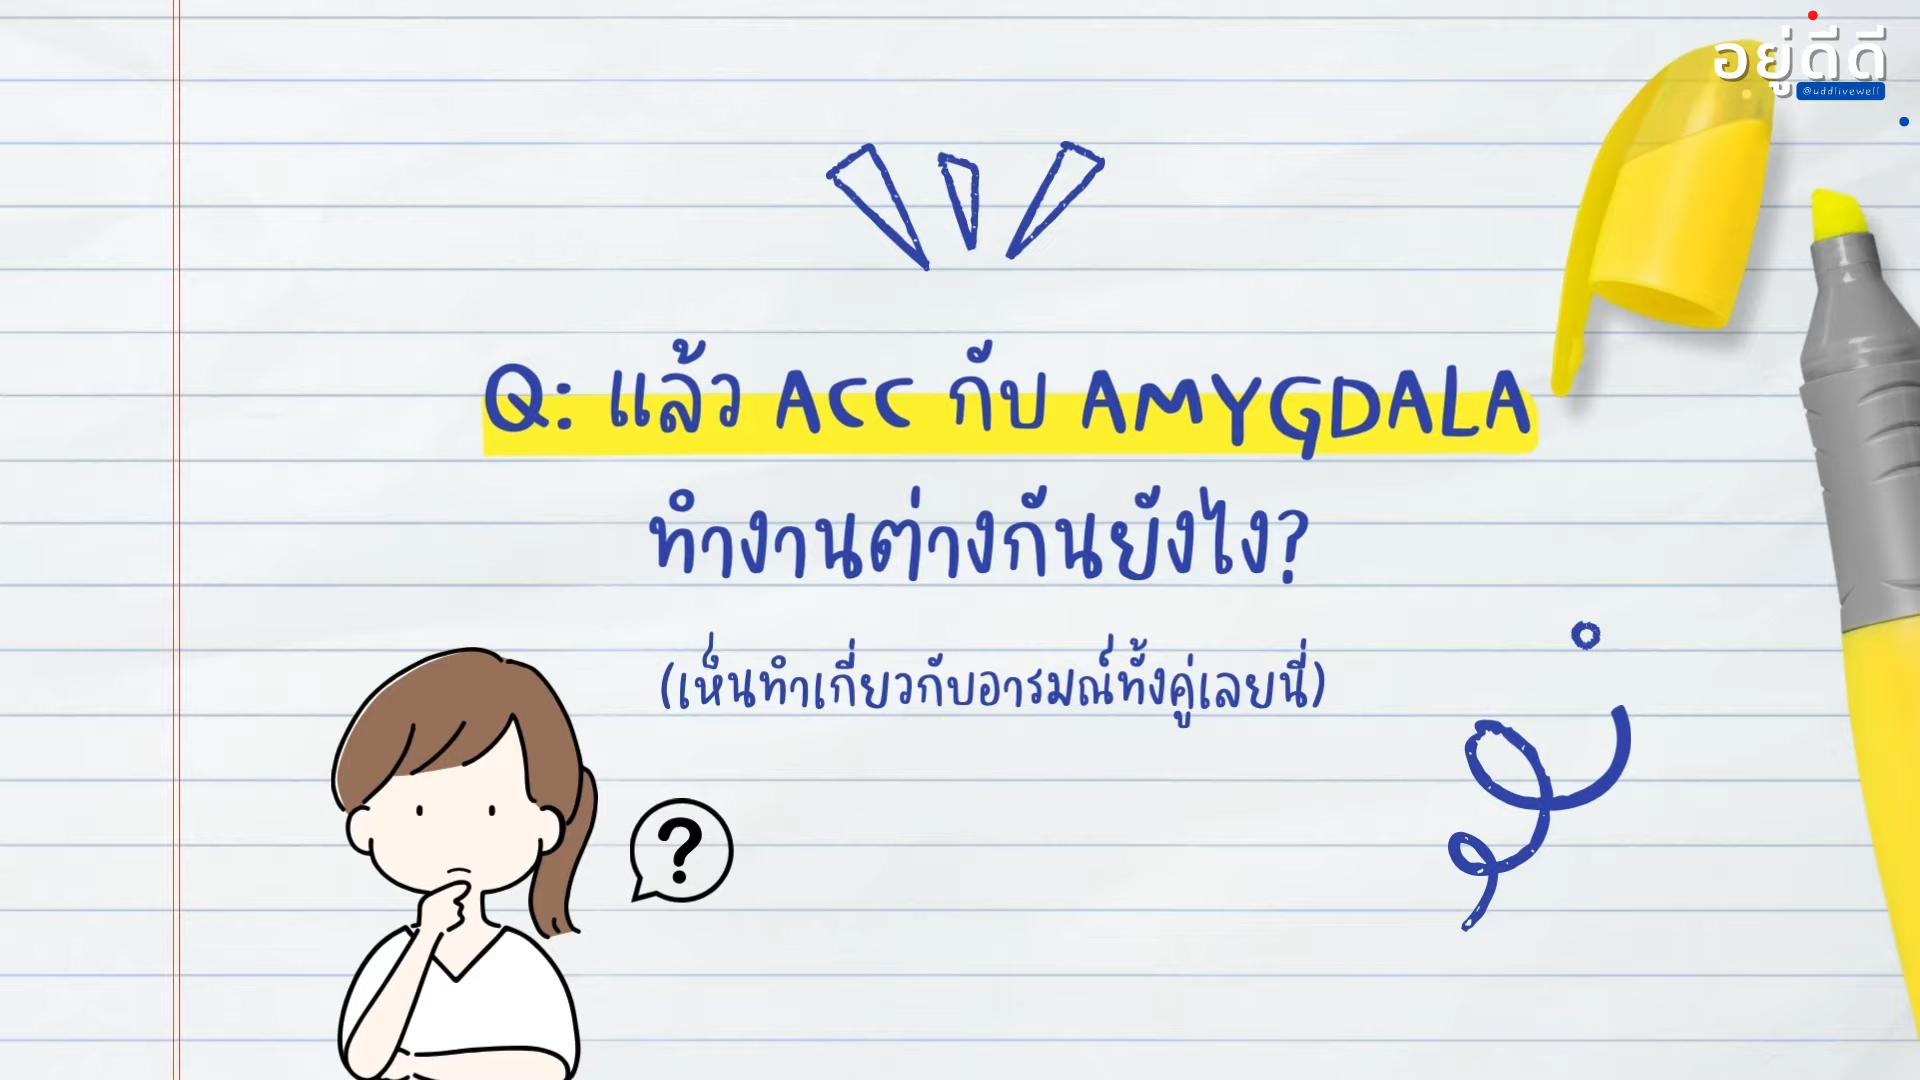 อยู่ดีดี
@uddlivewell
Q: แล้ว ACC กับ AMYGDALA
ทำงานต่างกันยังไง?
(เห็นทำเกี่ยวกับอารมณ์ทั้งคู่เลยนี่)
?